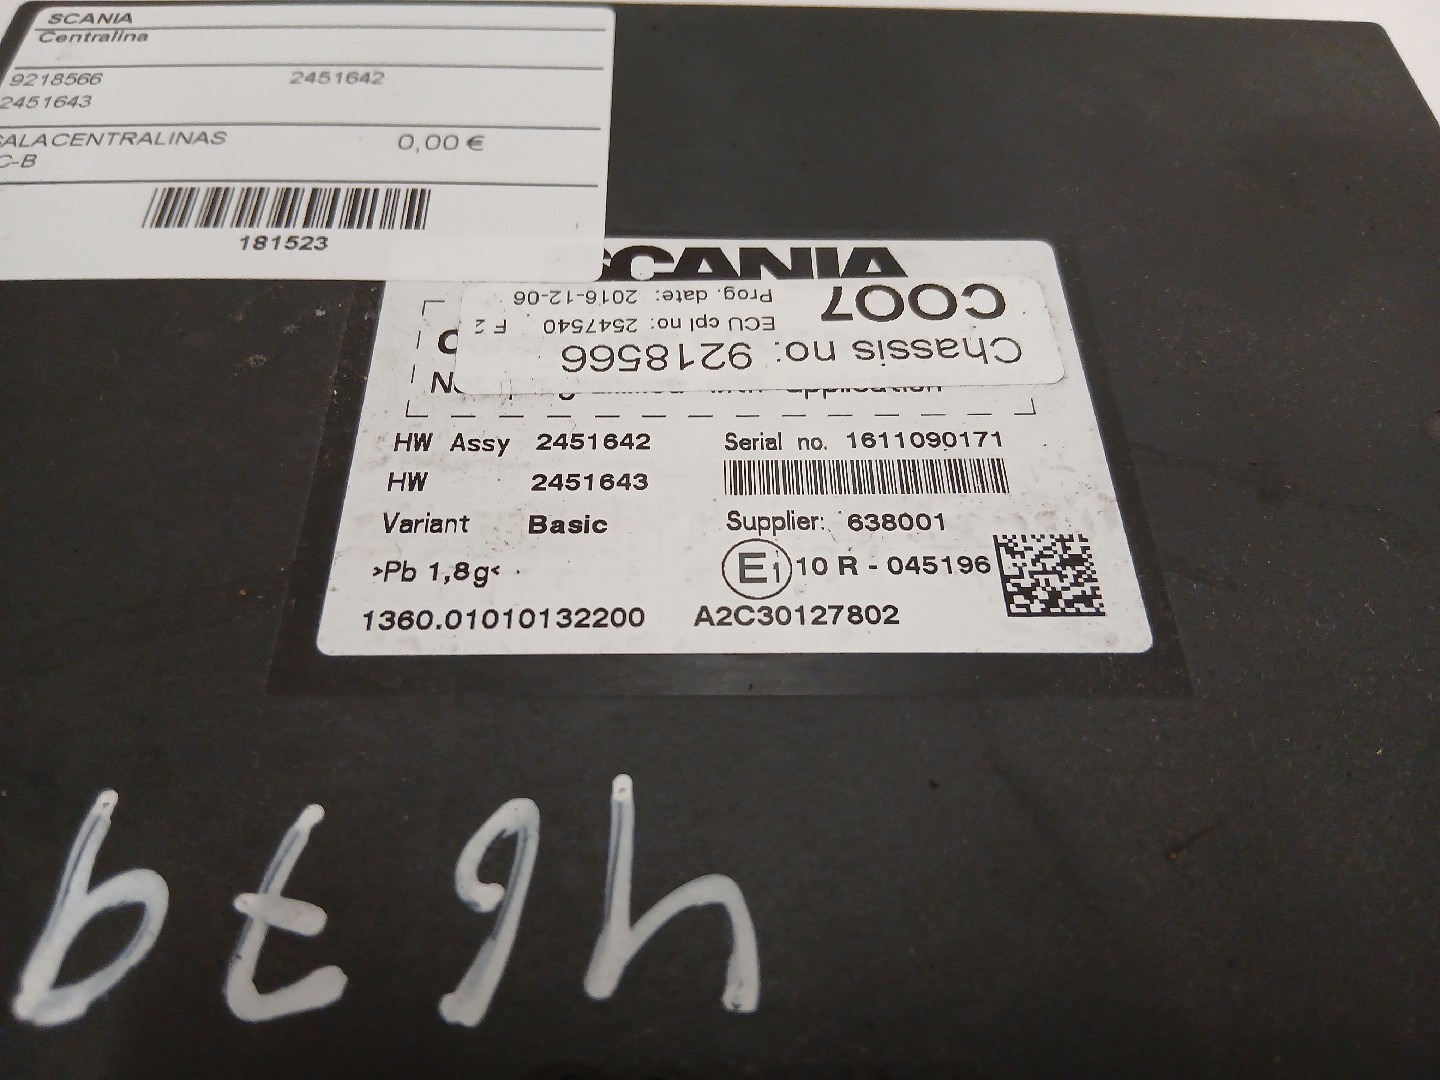 SCANIA
Centralina
9218566 2451642
2451643
SALACENTRALINAS 0,00 €
C-B
181523
SCANIA
Chassis no: 9218566
ECU cpl no: 2547540 F 2
Prog. date: 2016-12-06 COO7
HW Assy 2451642 Serial no. 1611090171
HW 2451643
Variant Basic Supplier: 638001
>Pb 1,8g< E1 10 R - 045196
1360.01010132200 A2C30127802